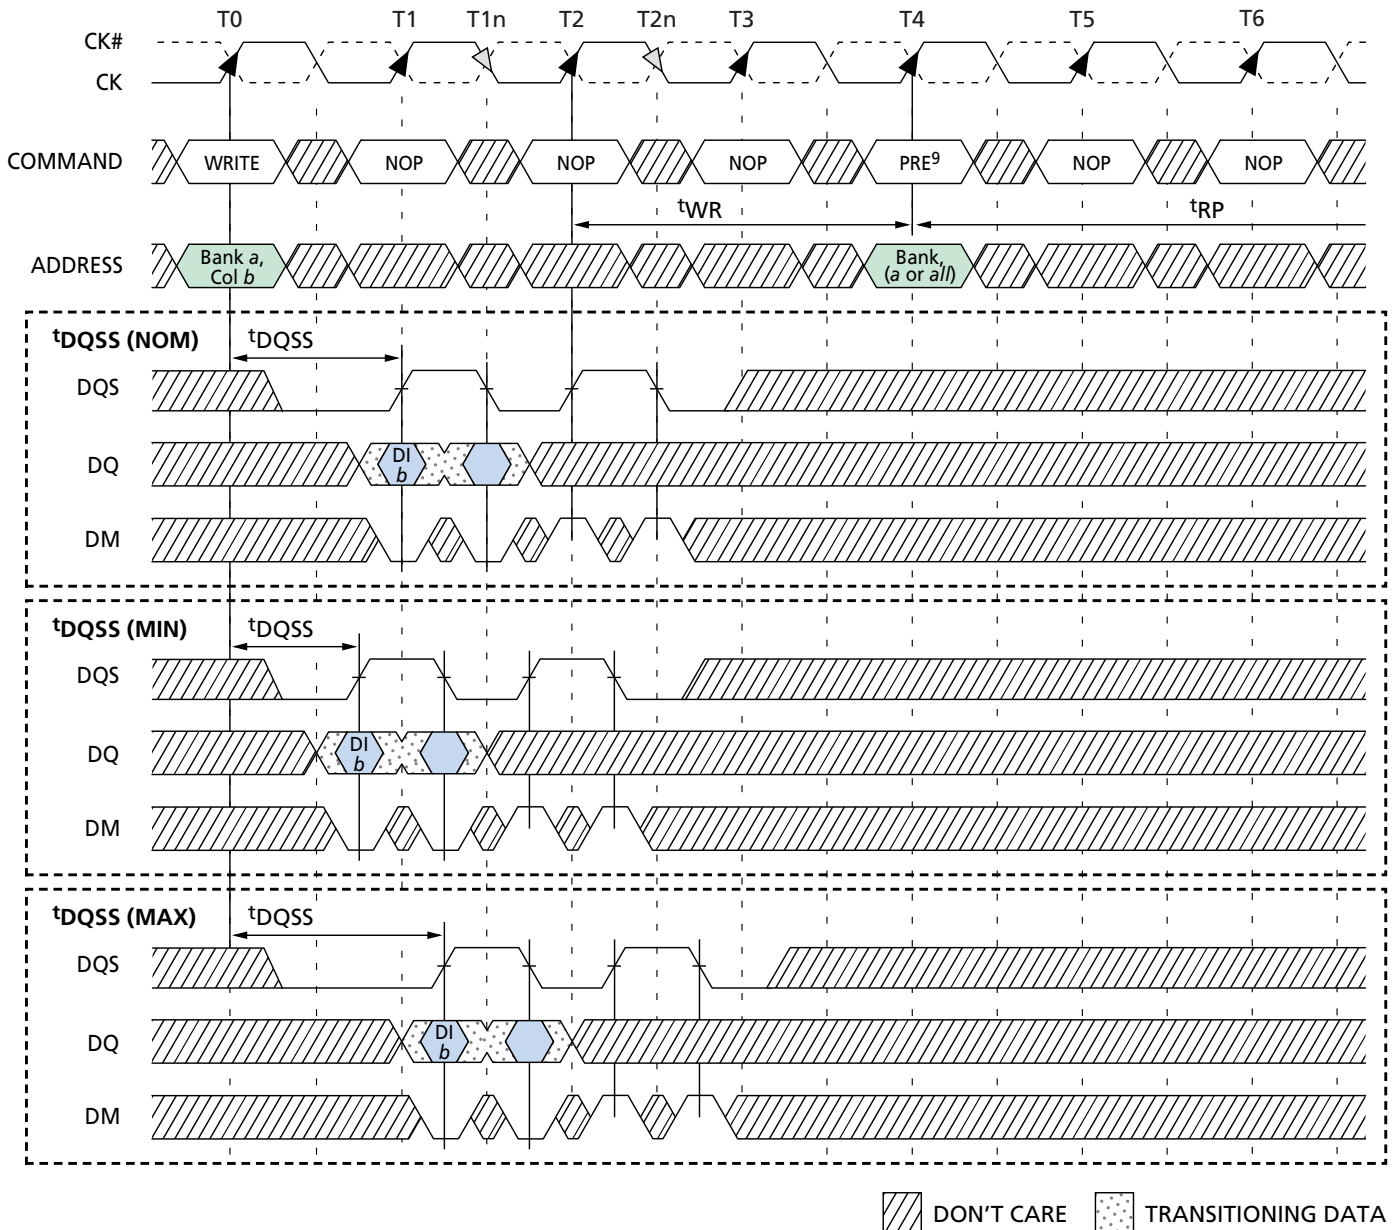 T0 T1 T1n T2 T2n T3 T4 T5 T6
CK#
CK
COMMAND WRITE NOP NOP NOP PRE9 NOP NOP
tWR tRP
ADDRESS Bank a, Col b Bank, (a or all)
tDQSS (NOM) tDQSS
DQS
DQ DI b
DM
tDQSS (MIN) tDQSS
DQS
DQ DI b
DM
tDQSS (MAX) tDQSS
DQS
DQ DI b
DM
DON'T CARE TRANSITIONING DATA